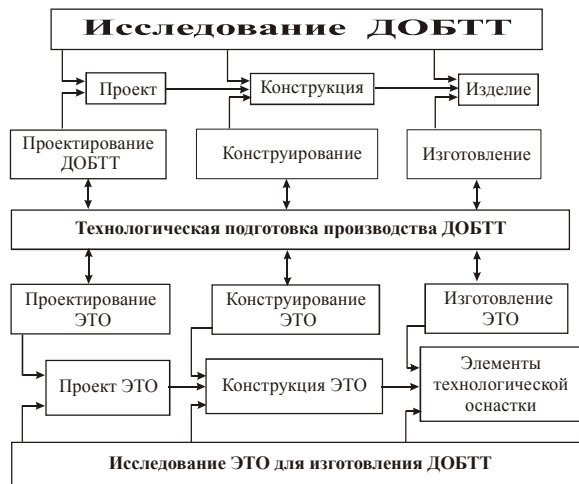 Исследование ДОБТТ
Проект
Конструкция
Изделие
Проектирование
ДОБТТ
Конструирование
Изготовление
Технологическая подготовка производства ДОБТТ
Проектирование
ЭТО
Конструирование
ЭТО
Изготовление
ЭТО
Проект ЭТО
Конструкция ЭТО
Элементы
технологической
оснастки
Исследование ЭТО для изготовления ДОБТТ